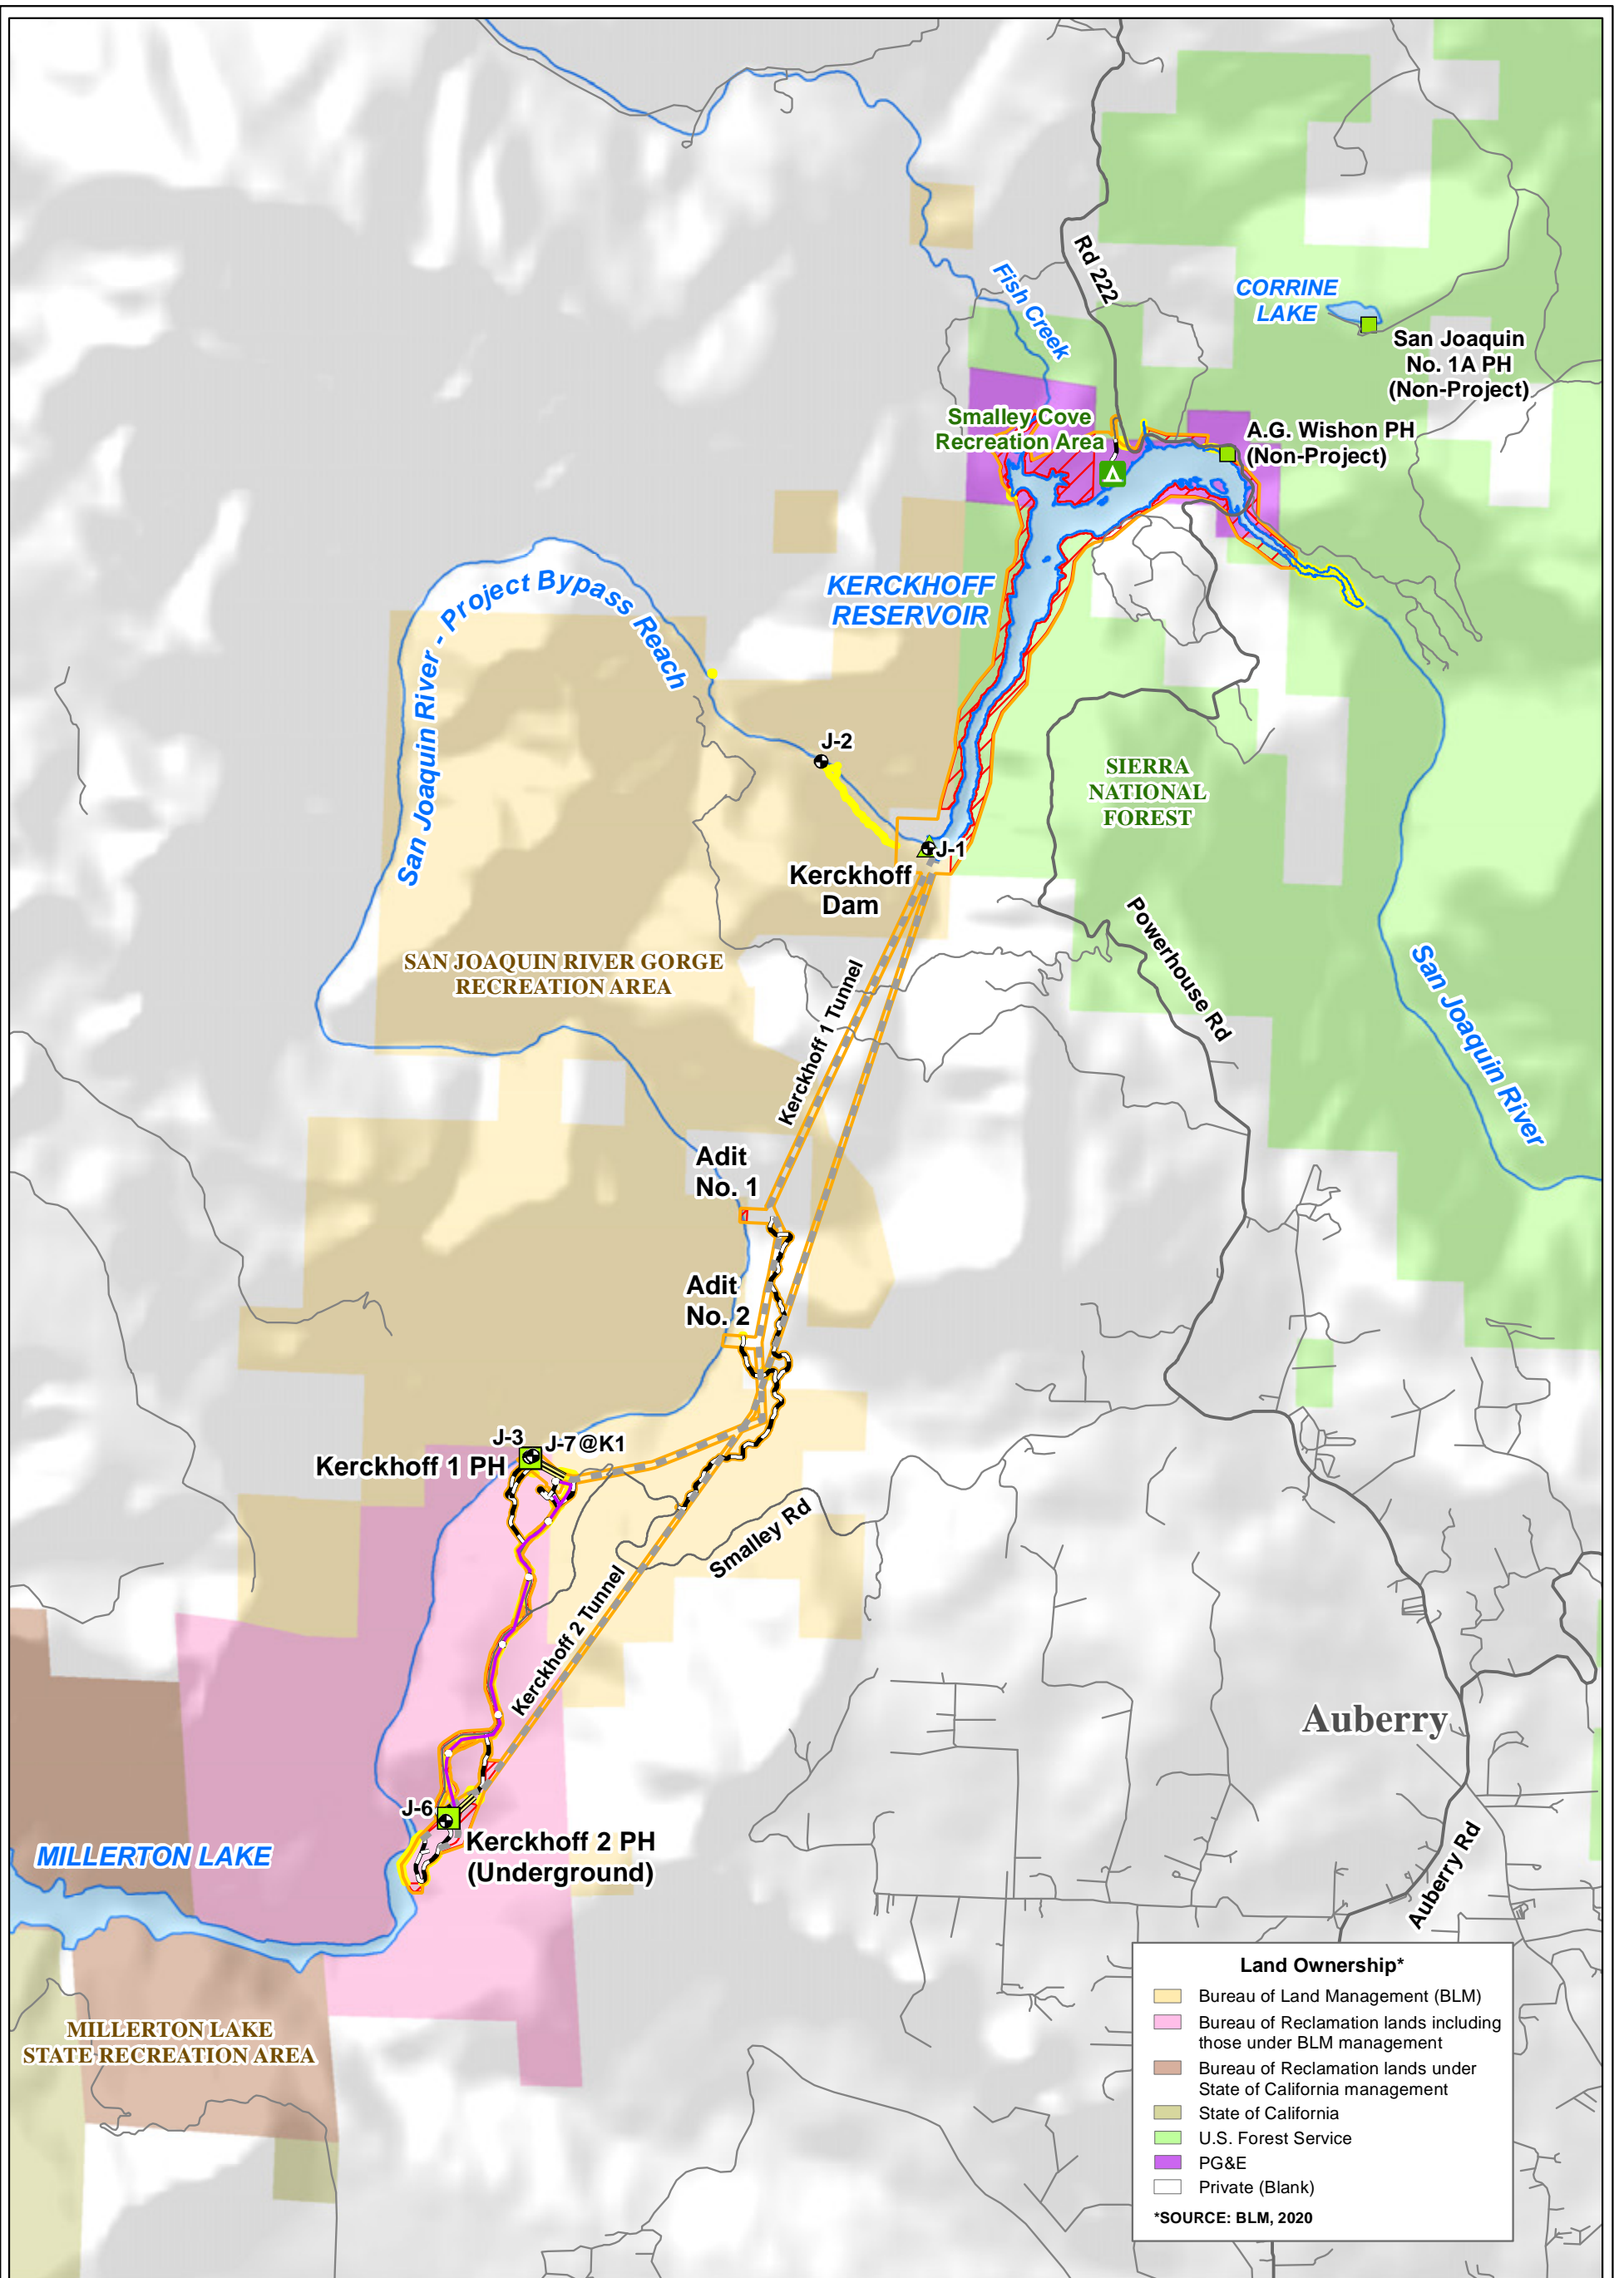 Rd 222
Fish Creek
CORRINE
LAKE
San Joaquin
No. 1A PH
(Non-Project)
Smalley Cove
Recreation Area
A.G. Wishon PH
(Non-Project)
San Joaquin River - Project Bypass Reach
KERCKHOFF
RESERVOIR
J-2
SIERRA
NATIONAL
FOREST
J-1
Kerckhoff
Dam
Powerhouse Rd
San Joaquin River
SAN JOAQUIN RIVER GORGE
RECREATION AREA
Kerckhoff 1 Tunnel
Adit
No. 1
Adit
No. 2
J-3
J-7@K1
Kerckhoff 1 PH
Smalley Rd
Kerckhoff 2 Tunnel
Auberry
J-6
Kerckhoff 2 PH
(Underground)
MILLERTON LAKE
Auberry Rd
MILLERTON LAKE
STATE RECREATION AREA
Land Ownership*
Bureau of Land Management (BLM)
Bureau of Reclamation lands including
those under BLM management
Bureau of Reclamation lands under
State of California management
State of California
U.S. Forest Service
PG&E
Private (Blank)
*SOURCE: BLM, 2020